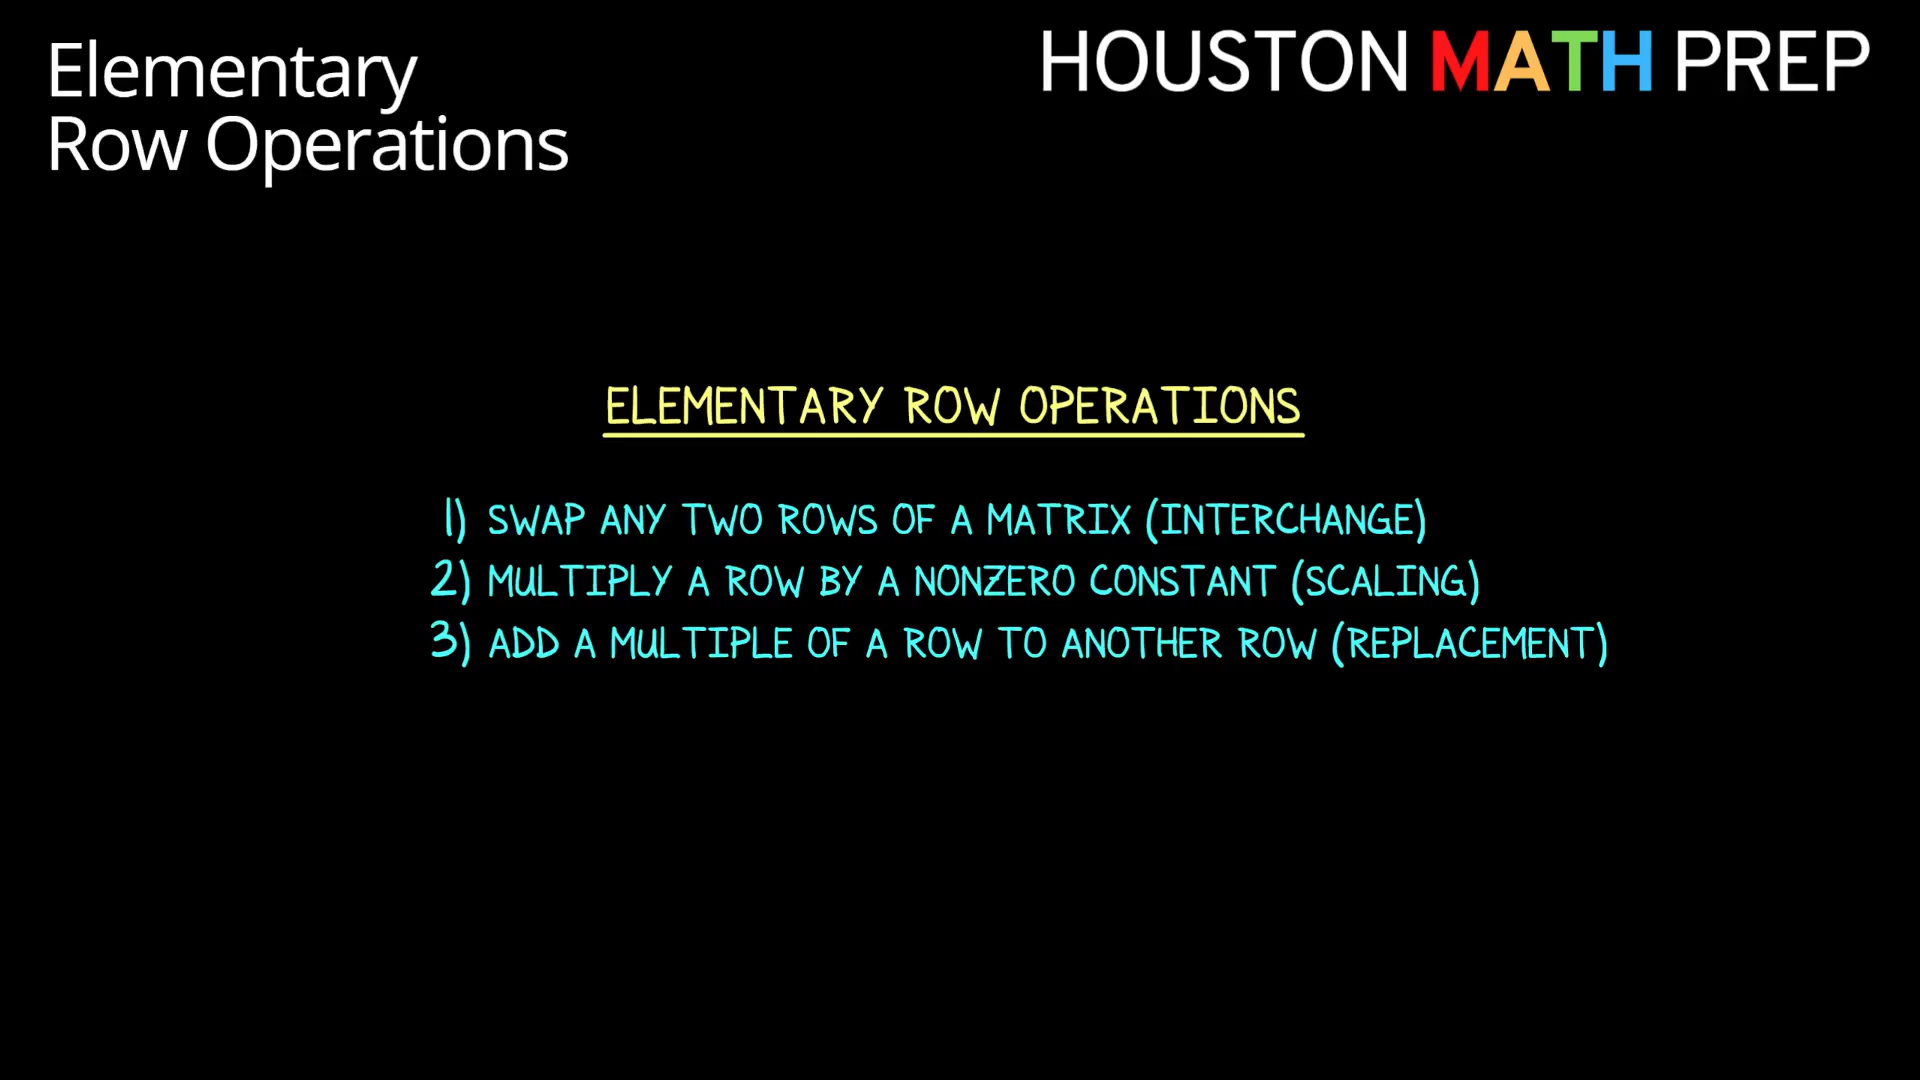 Elementary
Row Operations
HOUSTON MATH PREP
ELEMENTARY ROW OPERATIONS
1) SWAP ANY TWO ROWS OF A MATRIX (INTERCHANGE)
2) MULTIPLY A ROW BY A NONZERO CONSTANT (SCALING)
3) ADD A MULTIPLE OF A ROW TO ANOTHER ROW (REPLACEMENT)